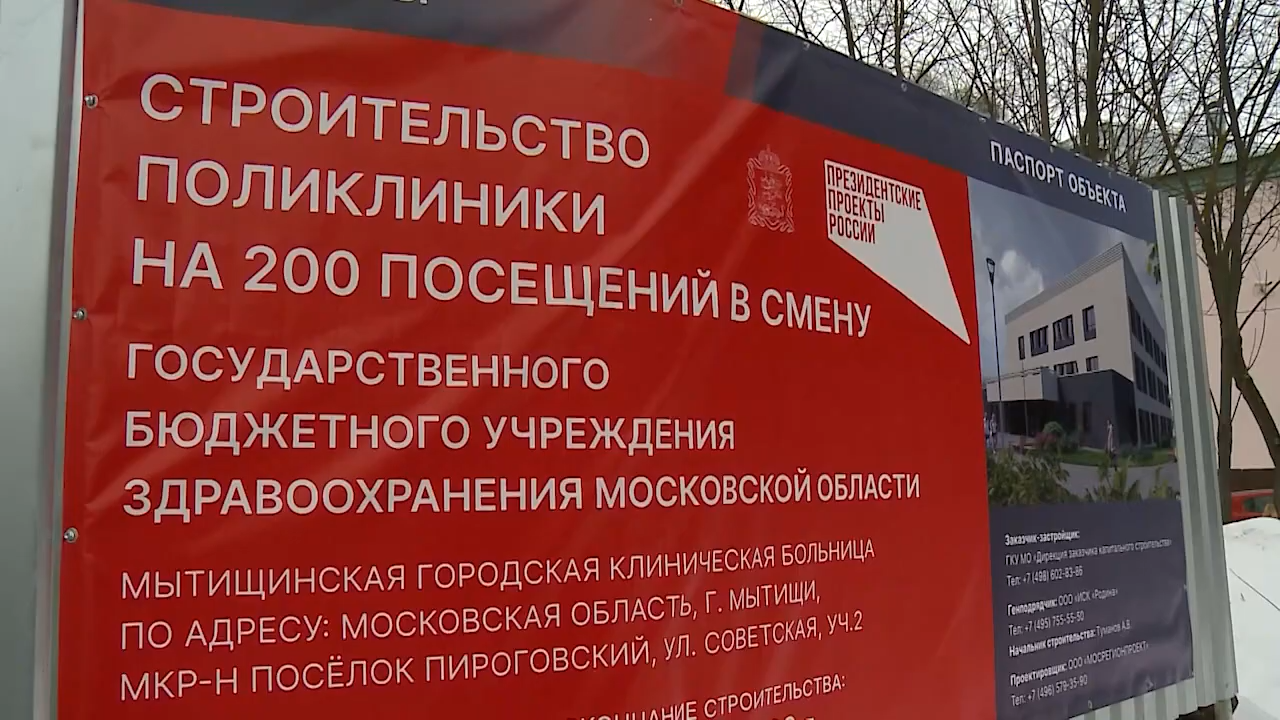 СТРОИТЕЛЬСТВО
ПОЛИКЛИНИКИ
НА 200 ПОСЕЩЕНИЙ В СМЕНУ
ГОСУДАРСТВЕННОГО
БЮДЖЕТНОГО УЧРЕЖДЕНИЯ
ЗДРАВООХРАНЕНИЯ МОСКОВСКОЙ ОБЛАСТИ
МЫТИЩИНСКАЯ ГОРОДСКАЯ КЛИНИЧЕСКАЯ БОЛЬНИЦА
ПО АДРЕСУ: МОСКОВСКАЯ ОБЛАСТЬ, Г. МЫТИЩИ,
МКР-Н ПОСЁЛОК ПИРОГОВСКИЙ, УЛ. СОВЕТСКАЯ, УЧ.2
СТРОИТЕЛЬСТВА:
ПРЕЗИДЕНТСКИЕ
ПРОЕКТЫ
РОССИИ
ПАСПОРТ ОБЪЕКТА
Заказчик-застройщик:
ГКУ МО «Дирекция заказчика капитального строительства»
Тел: +7 (498) 602-83-86
Генподрядчик: ООО «ИСК «Родина»
Тел: +7 (495) 755-55-50
Начальник строительства: Туманов А.В.
Проектировщик: ООО «МОСРЕГИОНПРОЕКТ»
Тел: +7 (496) 579-35-90